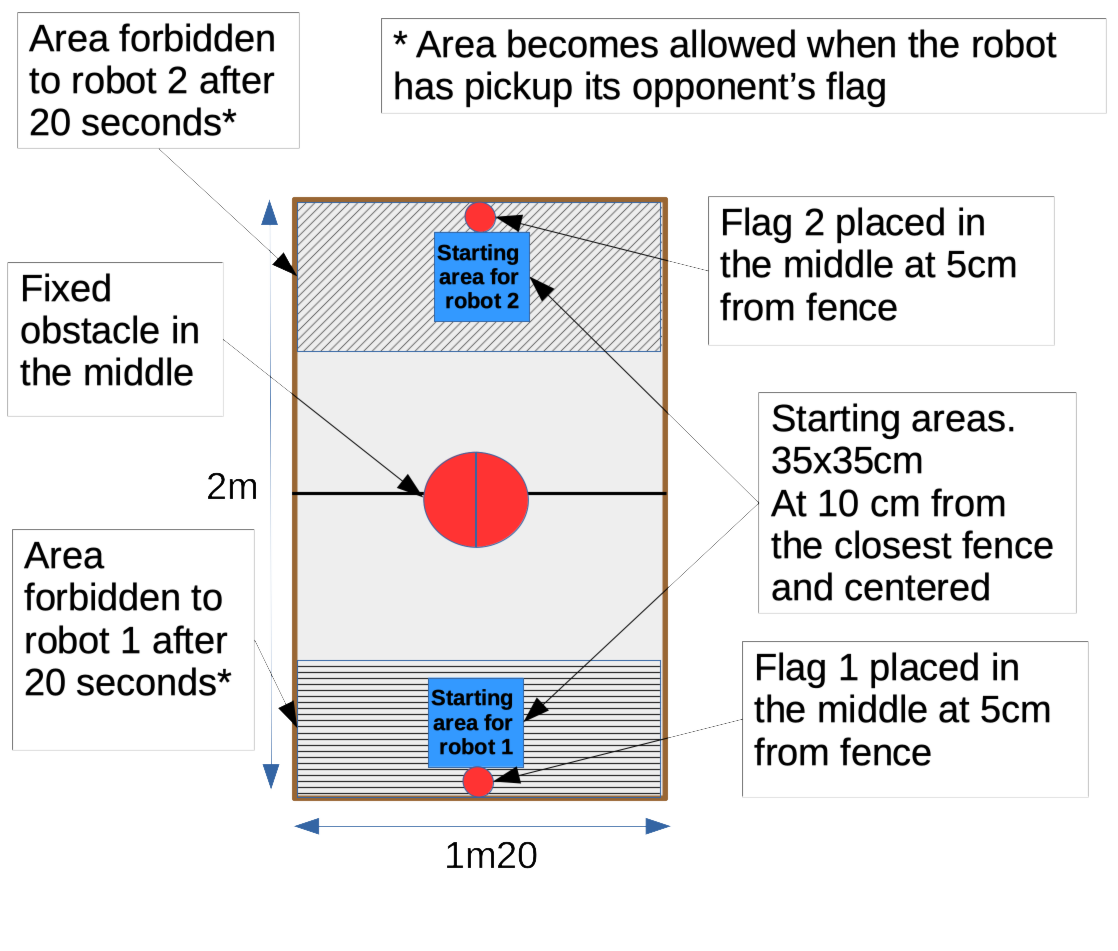 Area forbidden
to robot 2 after
20 seconds*
* Area becomes allowed when the robot
has pickup its opponent’s flag
Flag 2 placed in
the middle at 5cm
from fence
Starting
area for
robot 2
Fixed
obstacle in
the middle
Starting areas.
35x35cm
At 10 cm from
the closest fence
and centered
2m
Area
forbidden to
robot 1 after
20 seconds*
Starting
area for
robot 1
Flag 1 placed in
the middle at 5cm
from fence
1m20